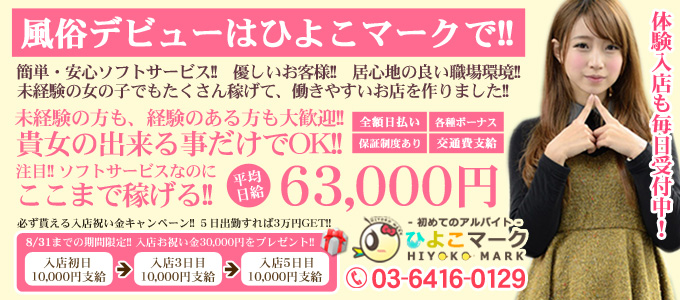 風俗デビューはひよこマークで!!
簡単・安心ソフトサービス!! 優しいお客様!! 居心地の良い職場環境!!
未経験の女の子でもたくさん稼げて、働きやすいお店を作りました!!
未経験の方も、経験のある方も大歓迎!!
貴女の出来る事だけでOK!!
全額日払い 各種ボーナス
保証制度あり 交通費支給
注目!! ソフトサービスなのに
ここまで稼げる!!
平均日給
63,000円
必ず貰える入店祝い金キャンペーン!! 5日出勤すれば3万円GET!!
8/31までの期間限定!! 入店お祝い金30,000円をプレゼント!!
入店初日
10,000円支給
入店3日目
10,000円支給
入店5日目
10,000円支給
- 初めてのアルバイト -
ひよこマーク
HIYOKO MARK
03-6416-0129
体験入店も毎日受付中!